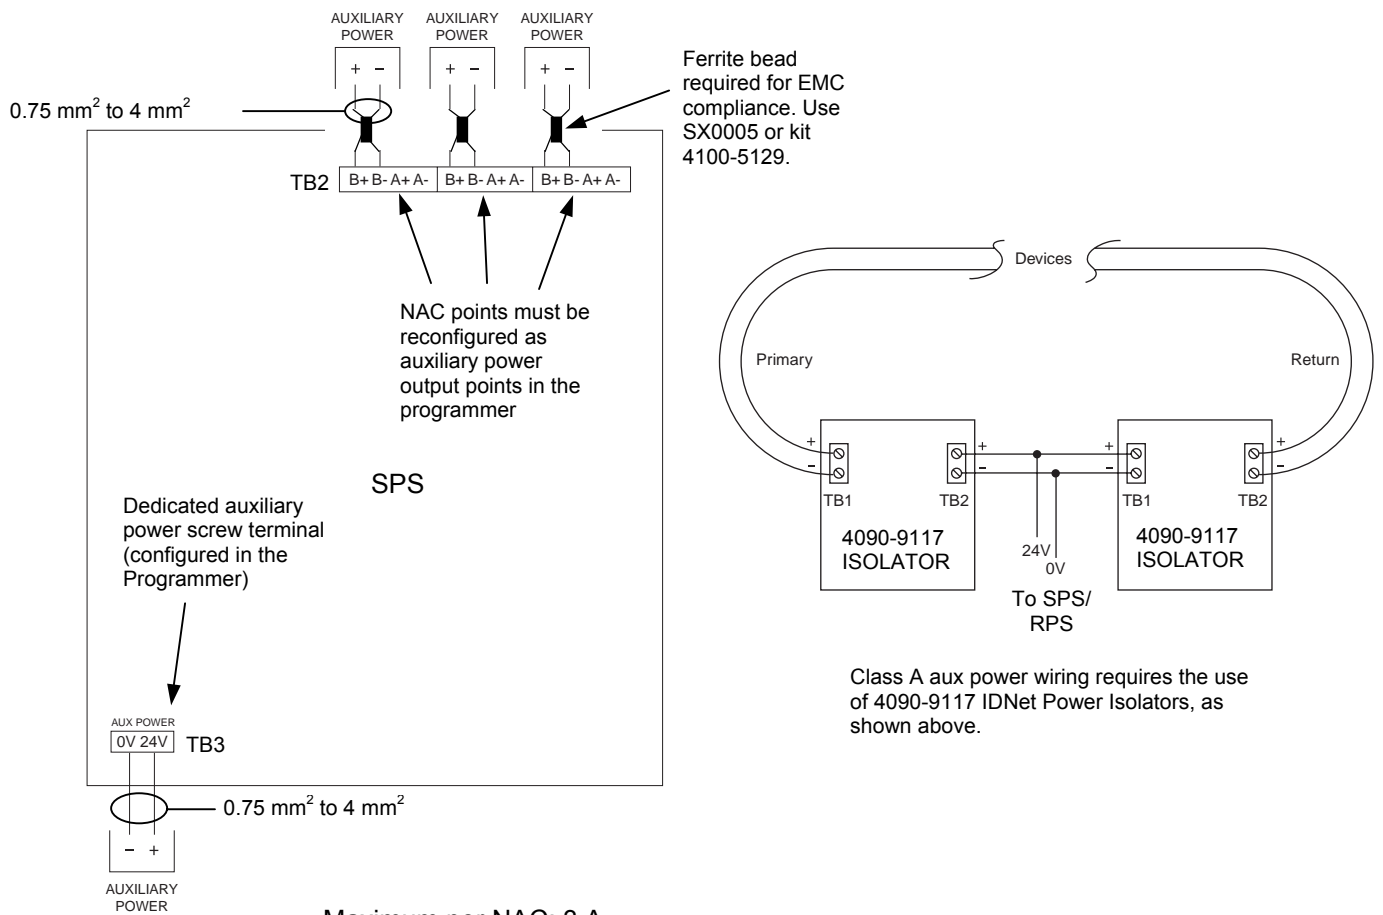 AUXILIARY AUXILIARY AUXILIARY
POWER POWER POWER
+ − + − + −
0.75 mm² to 4 mm²
Ferrite bead
required for EMC
compliance. Use
SX0005 or kit
4100-5129.
TB2 B+ B- A+ A- B+ B- A+ A- B+ B- A+ A-
NAC points must be
reconfigured as
auxiliary power
output points in the
programmer
SPS
Dedicated auxiliary
power screw terminal
(configured in the
Programmer)
AUX POWER
0V 24V TB3
0.75 mm² to 4 mm²
− +
AUXILIARY
POWER
Devices
Primary Return
+ + + +
− − − −
TB1 TB2 TB1 TB2
4090-9117
ISOLATOR
24V
0V
4090-9117
ISOLATOR
To SPS/
RPS
Class A aux power wiring requires the use
of 4090-9117 IDNet Power Isolators, as
shown above.